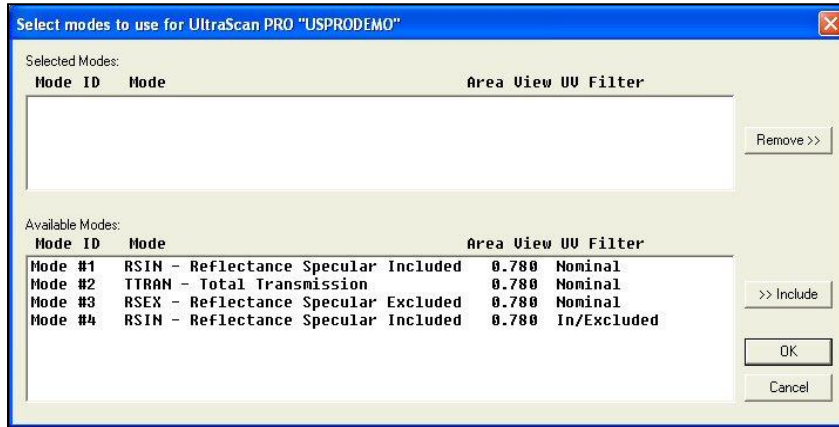 Select modes to use for UltraScan PRO "USPRODEMO"
Selected Modes:
Mode ID Mode Area View UV Filter
Remove >>
Available Modes:
Mode ID Mode Area View UV Filter
Mode #1 RSIN - Reflectance Specular Included 0.780 Nominal
Mode #2 TTRAN - Total Transmission 0.780 Nominal
Mode #3 RSEX - Reflectance Specular Excluded 0.780 Nominal
Mode #4 RSIN - Reflectance Specular Included 0.780 In/Excluded
>> Include
OK
Cancel